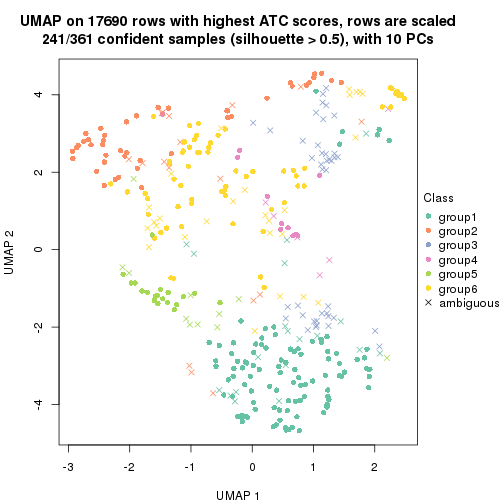 UMAP on 17690 rows with highest ATC scores, rows are scaled
241/361 confident samples (silhouette > 0.5), with 10 PCs
4
2
0
-2
-4
UMAP 2
-3
-2
-1
0
1
2
UMAP 1
Class
group1
group2
group3
group4
group5
group6
ambiguous